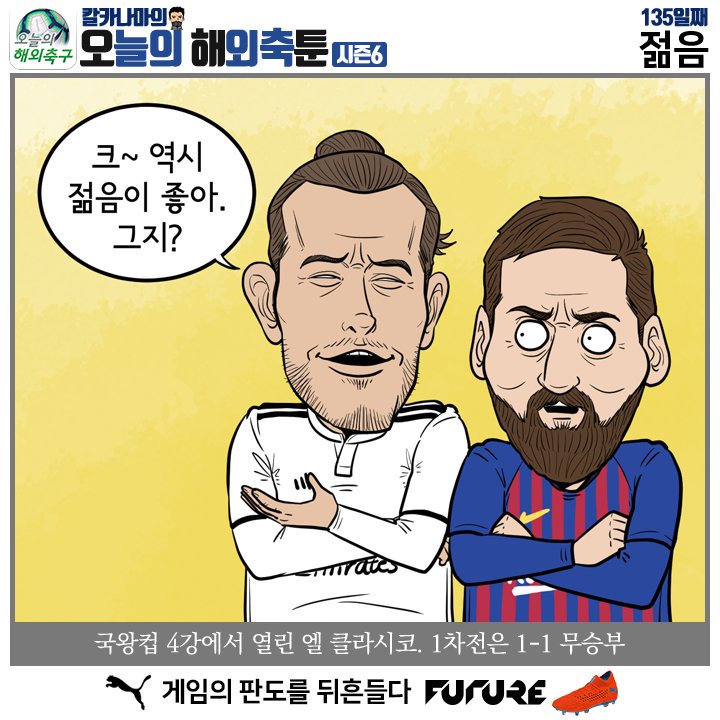 오늘의
해외축구
칼카나마의
오늘의 해외축툰
시즌6
135일째
젊음
크~ 역시
젊음이 좋아.
그지?
Emirates
국왕컵 4강에서 열린 엘 클라시코. 1차전은 1-1 무승부
게임의 판도를 뒤흔들다 FUTURE